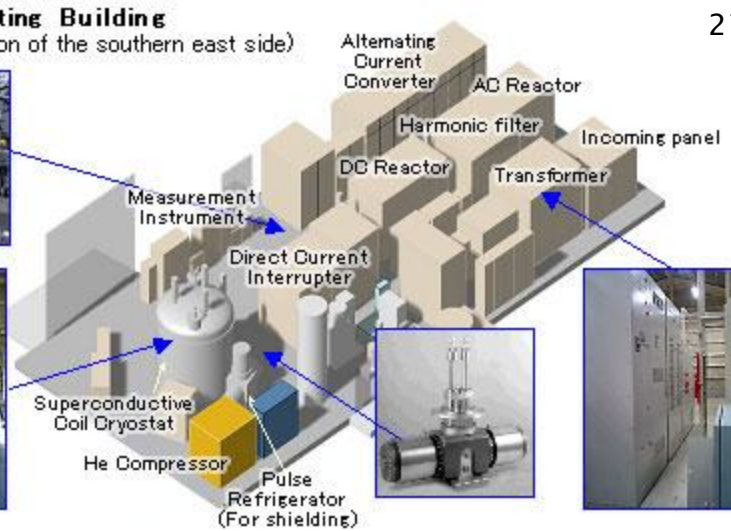 ting Building
on of the southern east side)
2
Alternating
Current
Converter
AC Reactor
Harmonic filter
Incoming panel
DC Reactor
Transformer
Measurement
Instrument
Direct Current
Interrupter
Superconductive
Coil Cryostat
He Compressor
Pulse
Refrigerator
(For shielding)